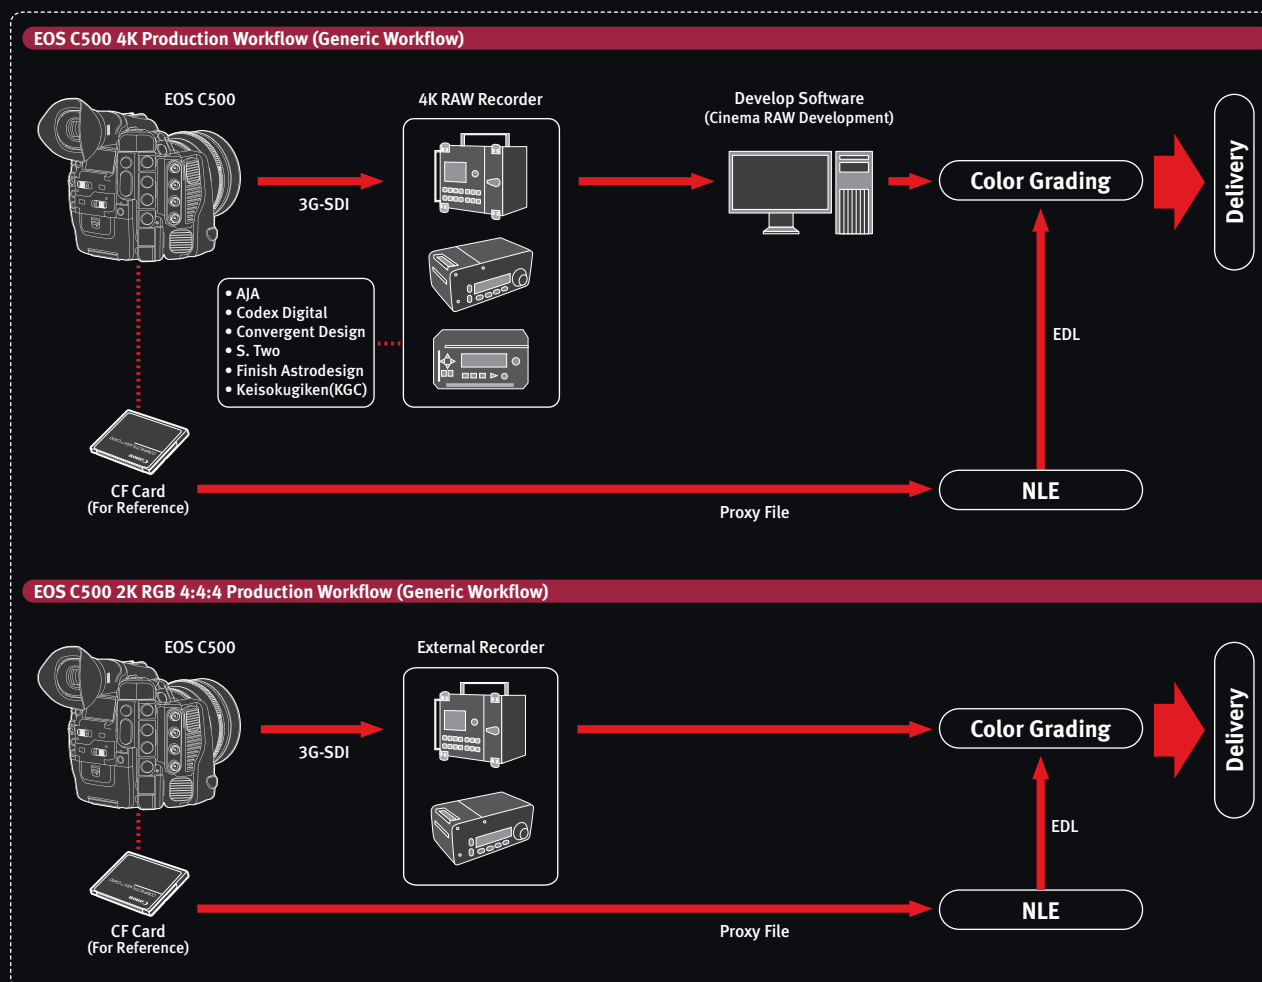 EOS C500 4K Production Workflow (Generic Workflow)
EOS C500
4K RAW Recorder
Develop Software
(Cinema RAW Development)
3G-SDI
Color Grading
Delivery
• AJA
• Codex Digital
• Convergent Design
• S. Two
• Finish Astrodesign
• Keisokugiken(KGC)
EDL
CF Card
(For Reference)
NLE
Proxy File
EOS C500 2K RGB 4:4:4 Production Workflow (Generic Workflow)
EOS C500
External Recorder
3G-SDI
Color Grading
Delivery
EDL
CF Card
(For Reference)
NLE
Proxy File